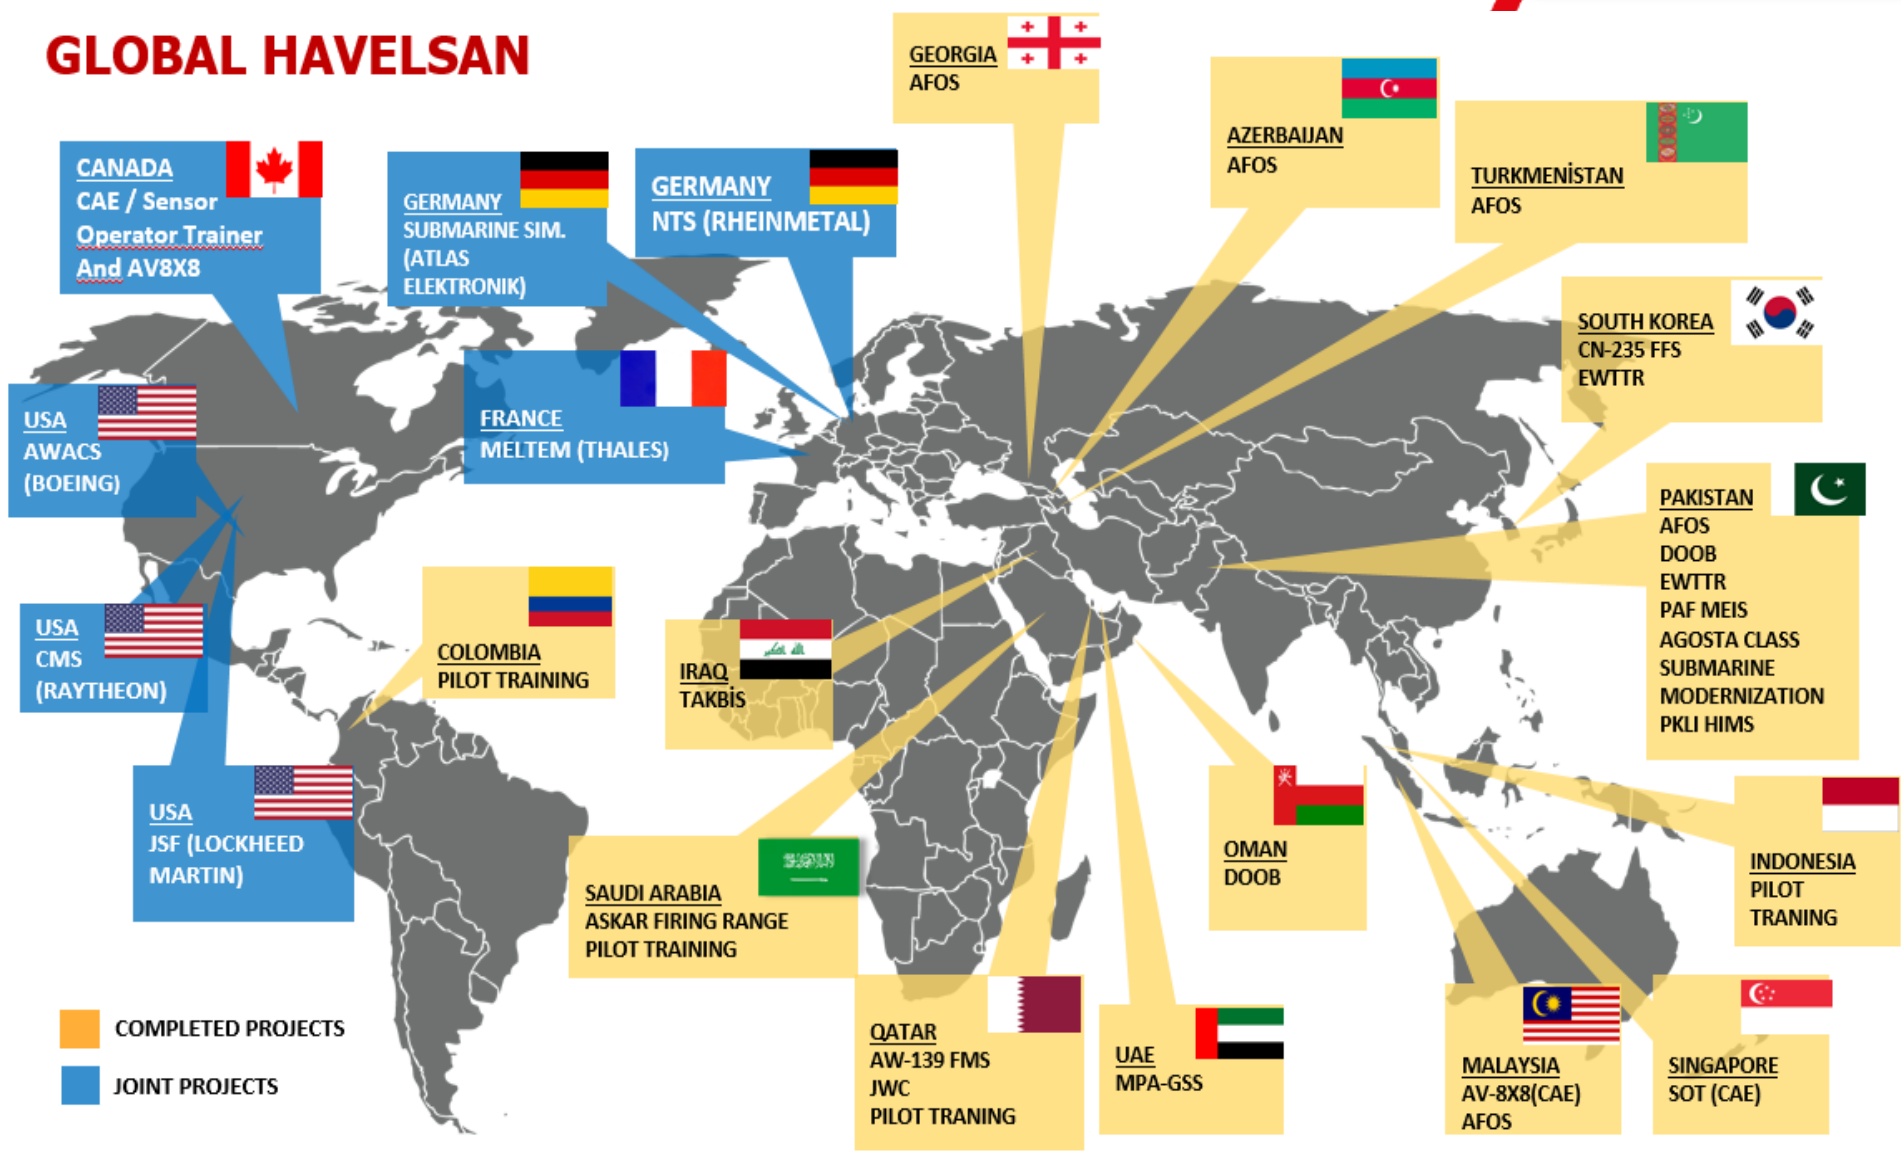 GLOBAL HAVELSAN
GEORGIA
AFOS
AZERBAIJAN
AFOS
TURKMENİSTAN
AFOS
CANADA
CAE / Sensor
Operator Trainer
And AV8X8
GERMANY
SUBMARINE SIM.
(ATLAS
ELEKTRONIK)
GERMANY
NTS (RHEINMETAL)
SOUTH KOREA
CN-235 FFS
EWTTR
USA
AWACS
(BOEING)
FRANCE
MELTEM (THALES)
PAKISTAN
AFOS
DOOB
EWTTR
PAF MEIS
AGOSTA CLASS
SUBMARINE
MODERNIZATION
PKLI HIMS
USA
CMS
(RAYTHEON)
COLOMBIA
PILOT TRAINING
IRAQ
TAKBİS
USA
JSF (LOCKHEED
MARTIN)
SAUDI ARABIA
ASKAR FIRING RANGE
PILOT TRAINING
OMAN
DOOB
INDONESIA
PILOT
TRANING
QATAR
AW-139 FMS
JWC
PILOT TRANING
UAE
MPA-GSS
MALAYSIA
AV-8X8(CAE)
AFOS
SINGAPORE
SOT (CAE)
COMPLETED PROJECTS
JOINT PROJECTS